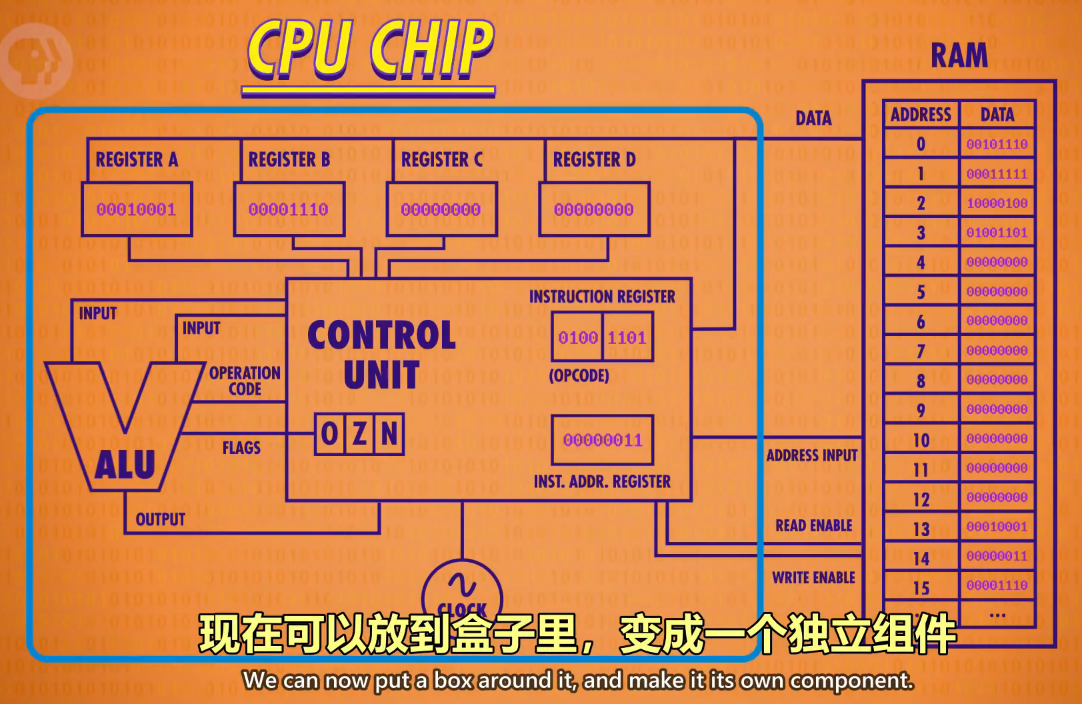 CPU CHIP
RAM
DATA
ADDRESS DATA
0 00101110
1 00011111
2 10000100
3 01001101
4 00000000
5 00000000
6 00000000
7 00000000
8 00000000
9 00000000
10 00000000
11 00000000
12 00000000
13 00010001
14 00000011
15 00001110
...
REGISTER A
00010001
REGISTER B
00001110
REGISTER C
00000000
REGISTER D
00000000
INPUT
INPUT
OPERATION
CODE
FLAGS
ALU
OUTPUT
CONTROL
UNIT
O Z N
INSTRUCTION REGISTER
0100 1101
(OPCODE)
00000011
INST. ADDR. REGISTER
CLOCK
ADDRESS INPUT
READ ENABLE
WRITE ENABLE
现在可以放到盒子里，变成一个独立组件
We can now put a box around it, and make it its own component.